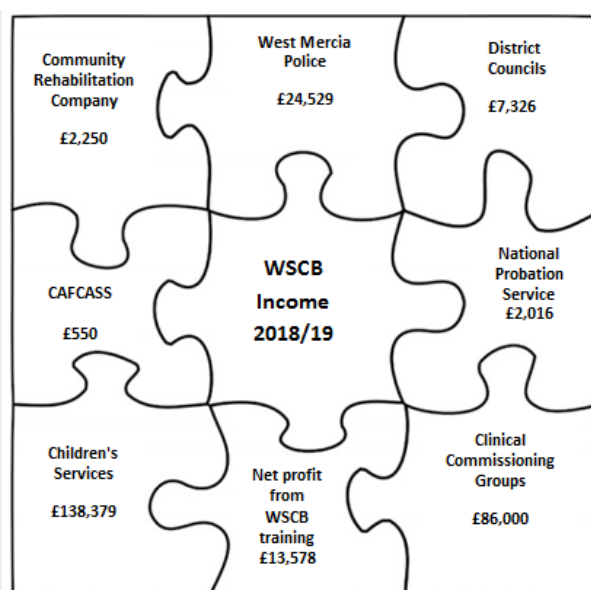 Community
Rehabilitation
Company
£2,250
West Mercia
Police
£24,529
District
Councils
£7,326
CAFCASS
£550
WSCB
Income
2018/19
National
Probation
Service
£2,016
Children's
Services
£138,379
Net profit
from
WSCB
training
£13,578
Clinical
Commissioning
Groups
£86,000